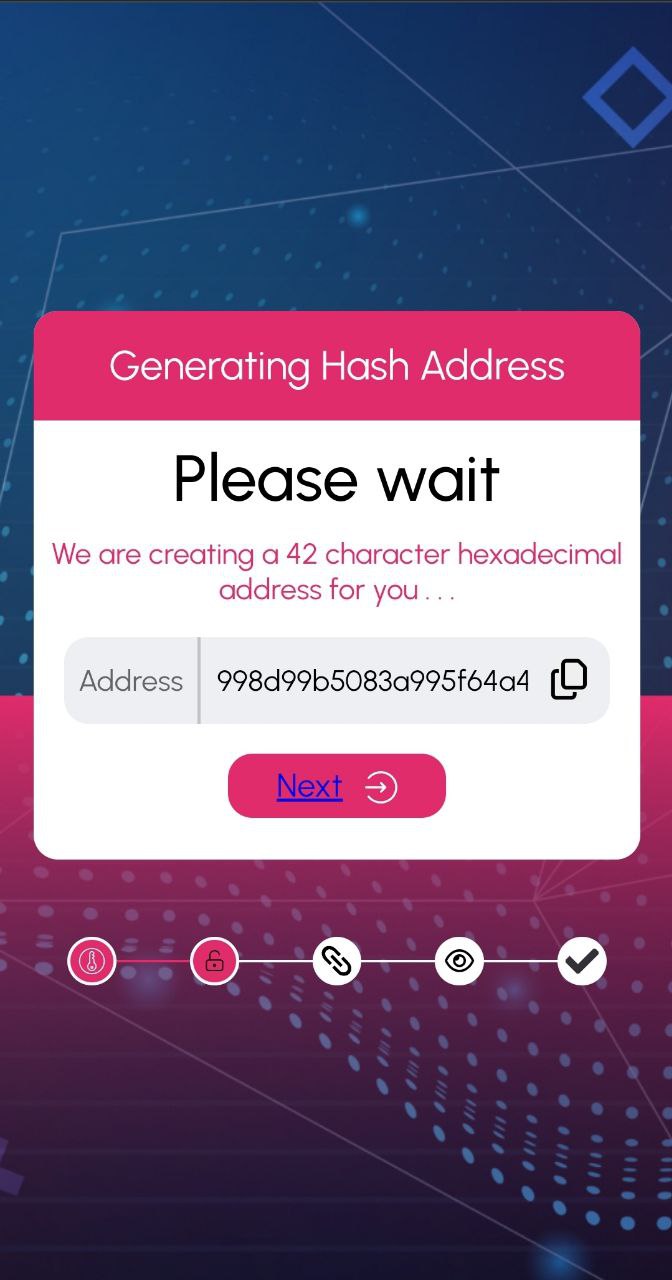 Generating Hash Address
Please wait
We are creating a 42 character hexadecimal
address for you . . .
Address 998d99b5083a995f64a4
Next